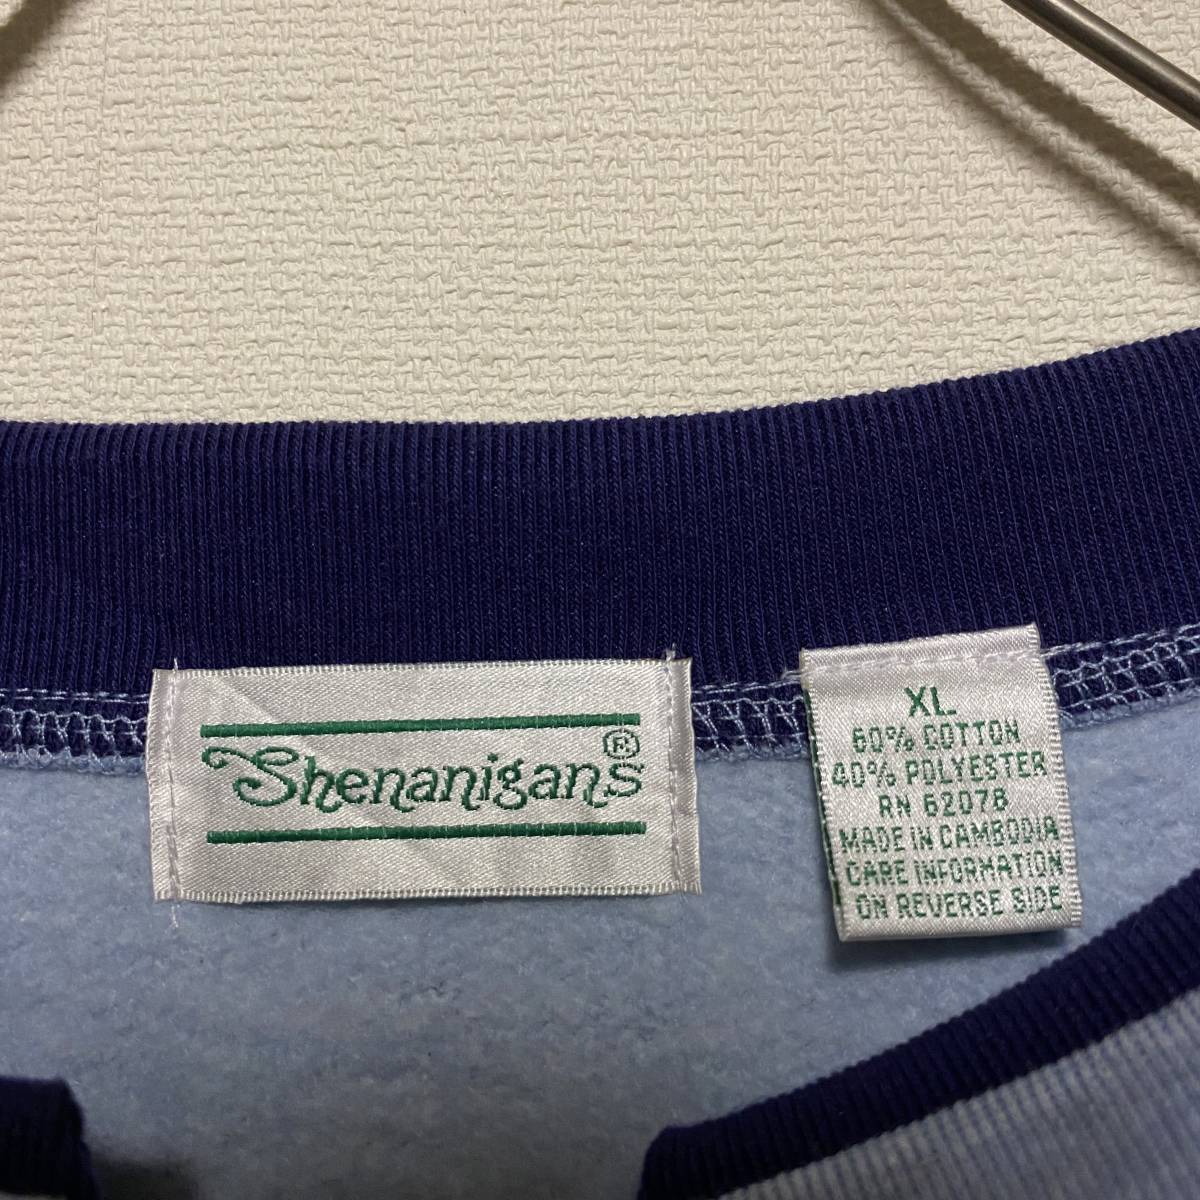 Shenanigans®
XL
60% COTTON
40% POLYESTER
RN 62078
MADE IN CAMBODIA
CARE INFORMATION
ON REVERSE SIDE